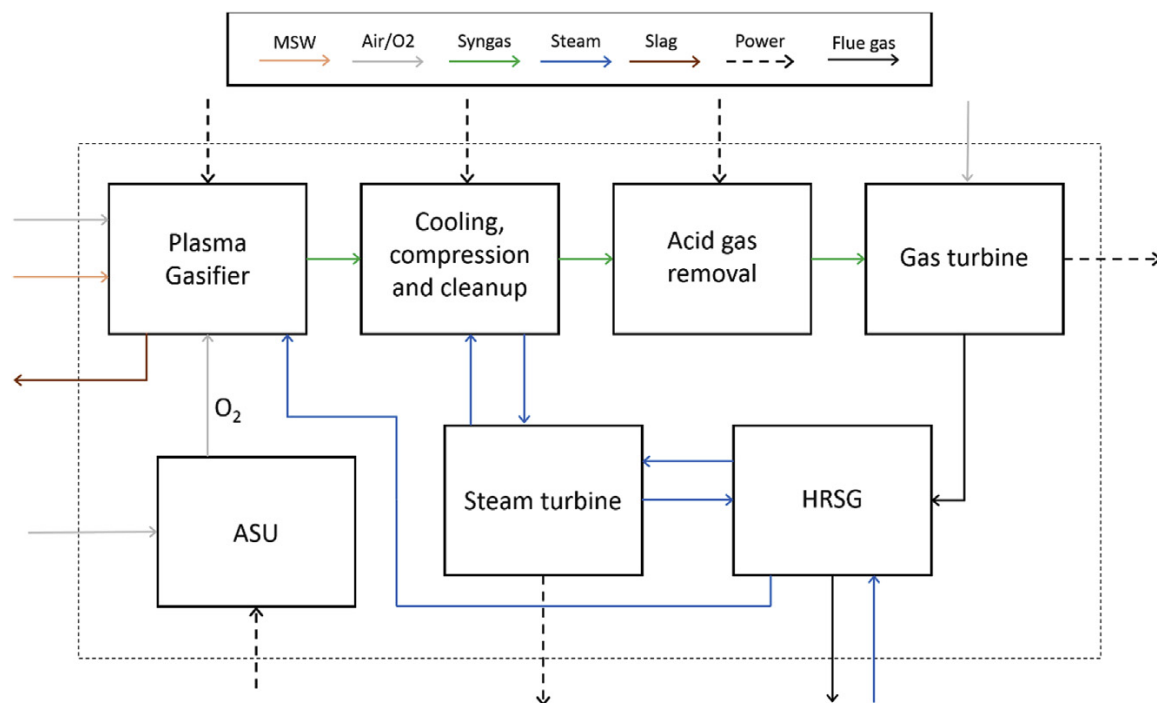 MSW
Air/O2
Syngas
Steam
Slag
Power
Flue gas
Plasma
Gasifier
Cooling,
compression
and cleanup
Acid gas
removal
Gas turbine
O₂
ASU
Steam turbine
HRSG